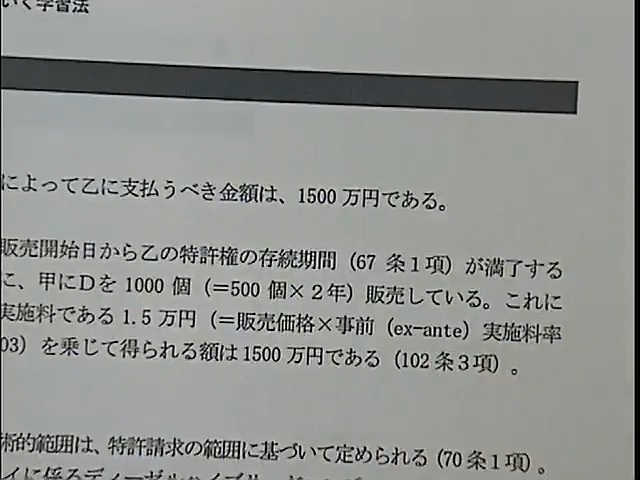 いく学習法
によって乙に支払うべき金額は、1500 万円である。
販売開始日から乙の特許権の存続期間（67 条１項）が満了する
に、甲にＤを 1000 個（＝500 個×２年）販売している。これに
実施料である 1.5 万円（＝販売価格×事前（ex-ante）実施料率
03）を乗じて得られる額は 1500 万円である（102 条３項）。
術的範囲は、特許請求の範囲に基づいて定められる（70 条１項）。